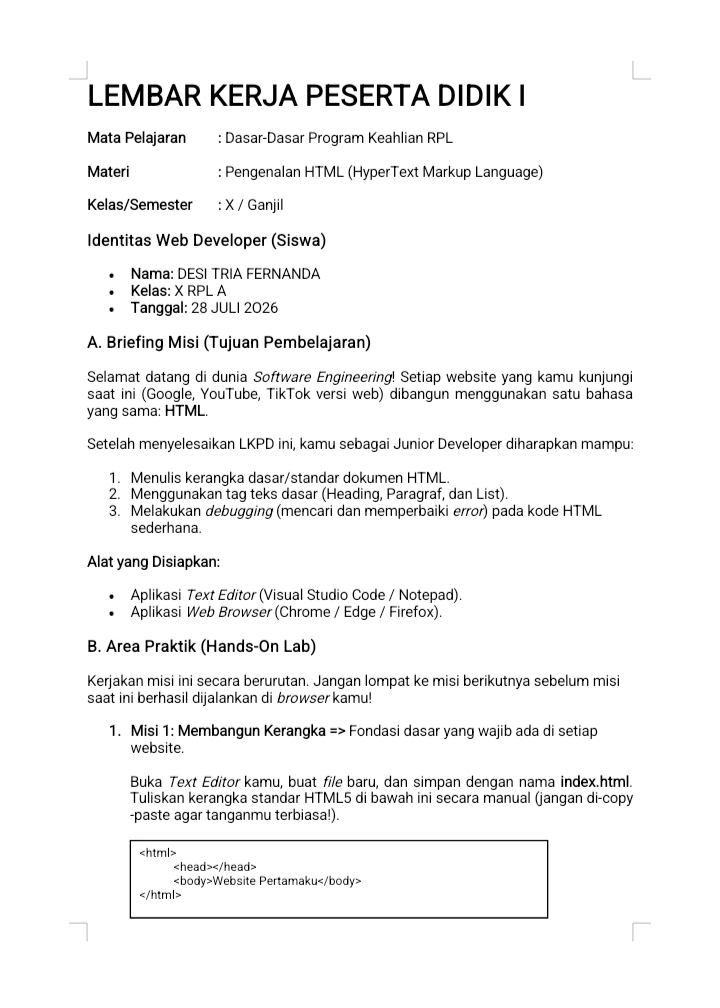 LEMBAR KERJA PESERTA DIDIK I
Mata Pelajaran : Dasar-Dasar Program Keahlian RPL
Materi : Pengenalan HTML (HyperText Markup Language)
Kelas/Semester : X / Ganjil
Identitas Web Developer (Siswa)
• Nama: DESI TRIA FERNANDA
• Kelas: X RPL A
• Tanggal: 28 JULI 2026
A. Briefing Misi (Tujuan Pembelajaran)
Selamat datang di dunia Software Engineering! Setiap website yang kamu kunjungi
saat ini (Google, YouTube, TikTok versi web) dibangun menggunakan satu bahasa
yang sama: HTML.
Setelah menyelesaikan LKPD ini, kamu sebagai Junior Developer diharapkan mampu:
1. Menulis kerangka dasar/standar dokumen HTML.
2. Menggunakan tag teks dasar (Heading, Paragraf, dan List).
3. Melakukan debugging (mencari dan memperbaiki error) pada kode HTML
sederhana.
Alat yang Disiapkan:
• Aplikasi Text Editor (Visual Studio Code / Notepad).
• Aplikasi Web Browser (Chrome / Edge / Firefox).
B. Area Praktik (Hands-On Lab)
Kerjakan misi ini secara berurutan. Jangan lompat ke misi berikutnya sebelum misi
saat ini berhasil dijalankan di browser kamu!
1. Misi 1: Membangun Kerangka => Fondasi dasar yang wajib ada di setiap
website.
Buka Text Editor kamu, buat file baru, dan simpan dengan nama index.html.
Tuliskan kerangka standar HTML5 di bawah ini secara manual (jangan di-copy
-paste agar tanganmu terbiasa!).
<html>
<head></head>
<body>Website Pertamaku</body>
</html>